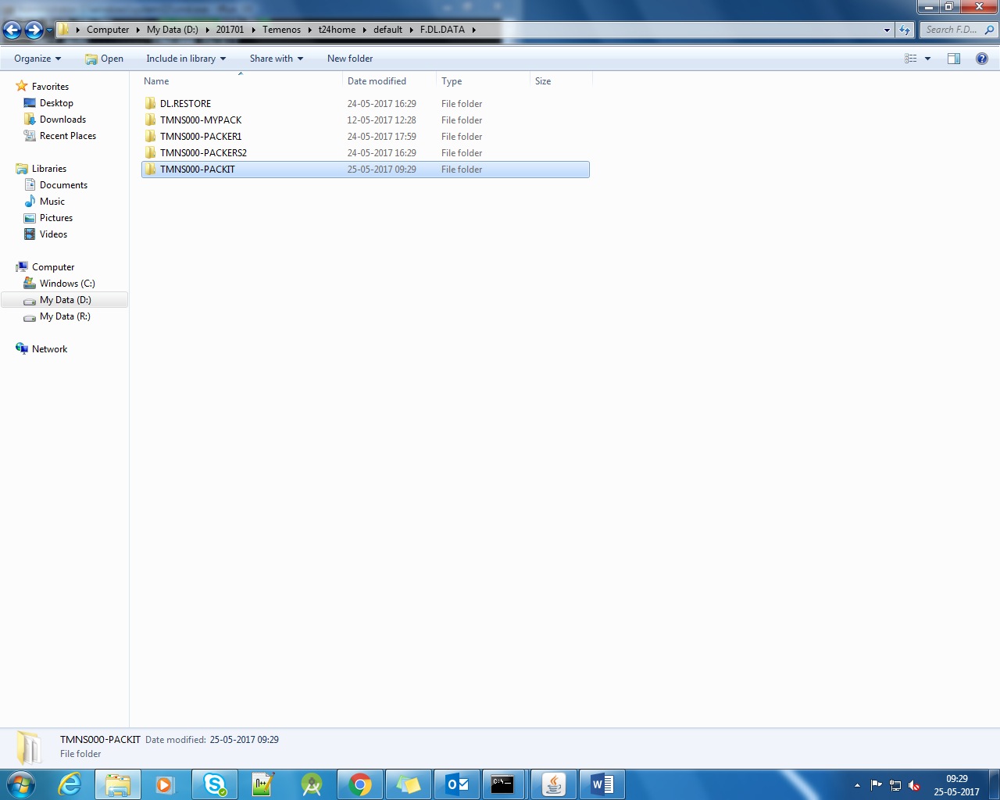 Computer My Data (D:) 201701 Temenos t24home default F.DL.DATA
Search F.D...
Organize Open Include in library Share with New folder
Name Date modified Type Size
DL.RESTORE 24-05-2017 16:29 File folder
TMNS000-MYPACK 12-05-2017 12:28 File folder
TMNS000-PACKER1 24-05-2017 17:59 File folder
TMNS000-PACKERS2 24-05-2017 16:29 File folder
TMNS000-PACKIT 25-05-2017 09:29 File folder
Favorites
Desktop
Downloads
Recent Places
Libraries
Documents
Music
Pictures
Videos
Computer
Windows (C:)
My Data (D:)
My Data (R:)
Network
TMNS000-PACKIT Date modified: 25-05-2017 09:29
File folder
09:29
25-05-2017